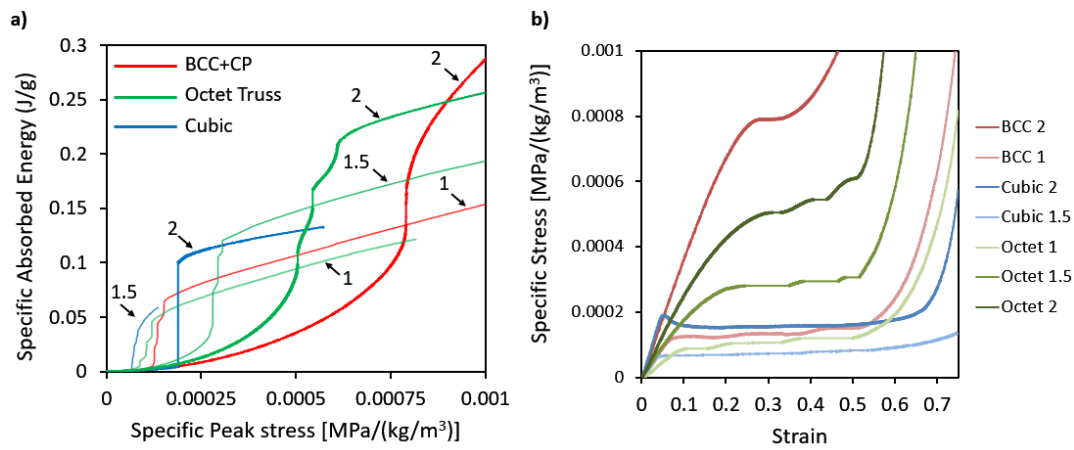 a)
0.3
0.25
0.2
0.15
0.1
0.05
0
Specific Absorbed Energy (J/g)
BCC+CP
Octet Truss
Cubic
2
2
1.5
1
2
1.5
1
0 0.00025 0.0005 0.00075 0.001
Specific Peak stress [MPa/(kg/m³)]
b)
0.001
0.0008
0.0006
0.0004
0.0002
0
Specific Stress [MPa/(kg/m³)]
0 0.1 0.2 0.3 0.4 0.5 0.6 0.7
Strain
BCC 2
BCC 1
Cubic 2
Cubic 1.5
Octet 1
Octet 1.5
Octet 2